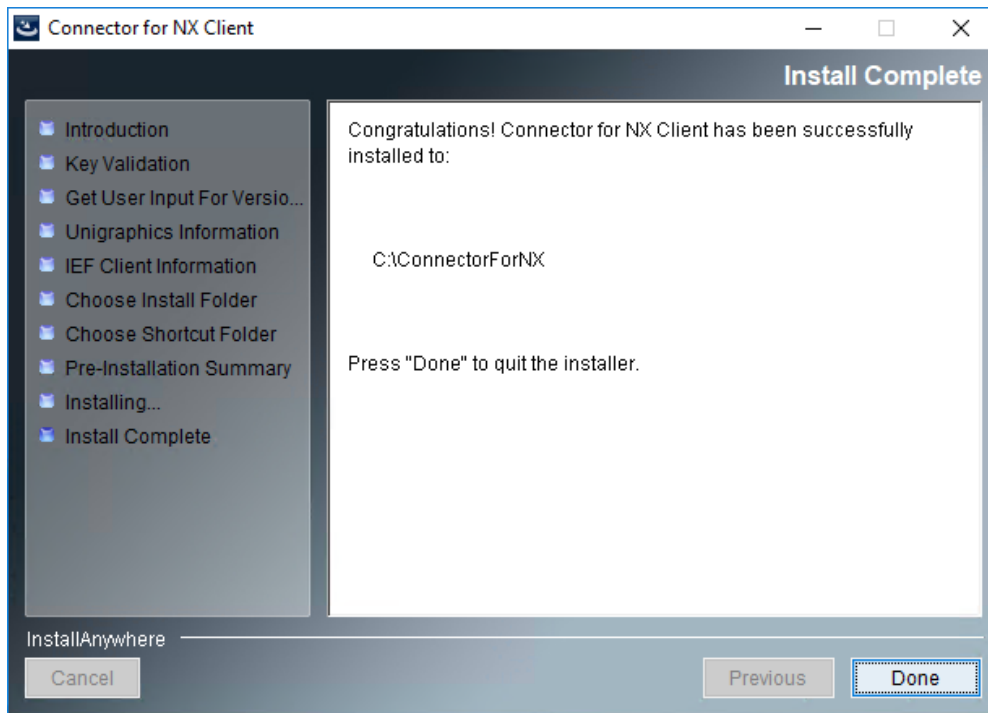 Connector for NX Client
Install Complete
Introduction
Key Validation
Get User Input For Versio...
Unigraphics Information
IEF Client Information
Choose Install Folder
Choose Shortcut Folder
Pre-Installation Summary
Installing...
Install Complete
Congratulations! Connector for NX Client has been successfully
installed to:
C:\ConnectorForNX
Press "Done" to quit the installer.
InstallAnywhere
Cancel
Previous
Done